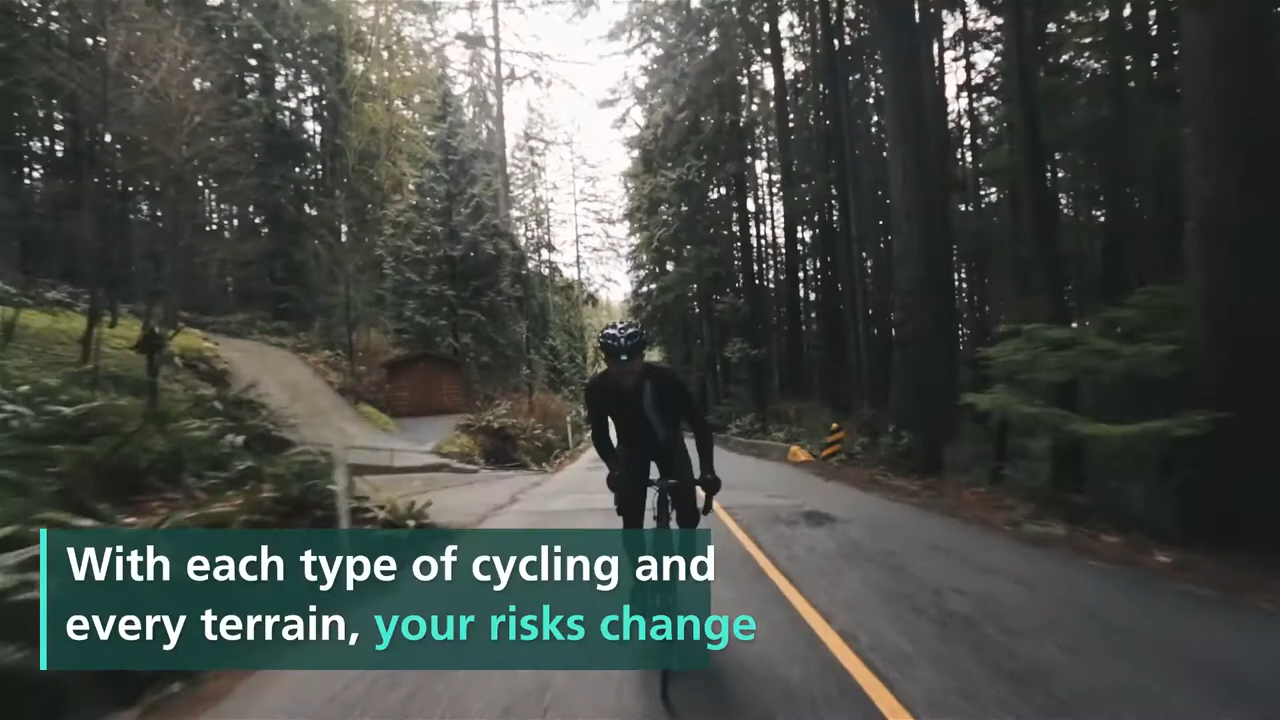 With each type of cycling and
every terrain, your risks change